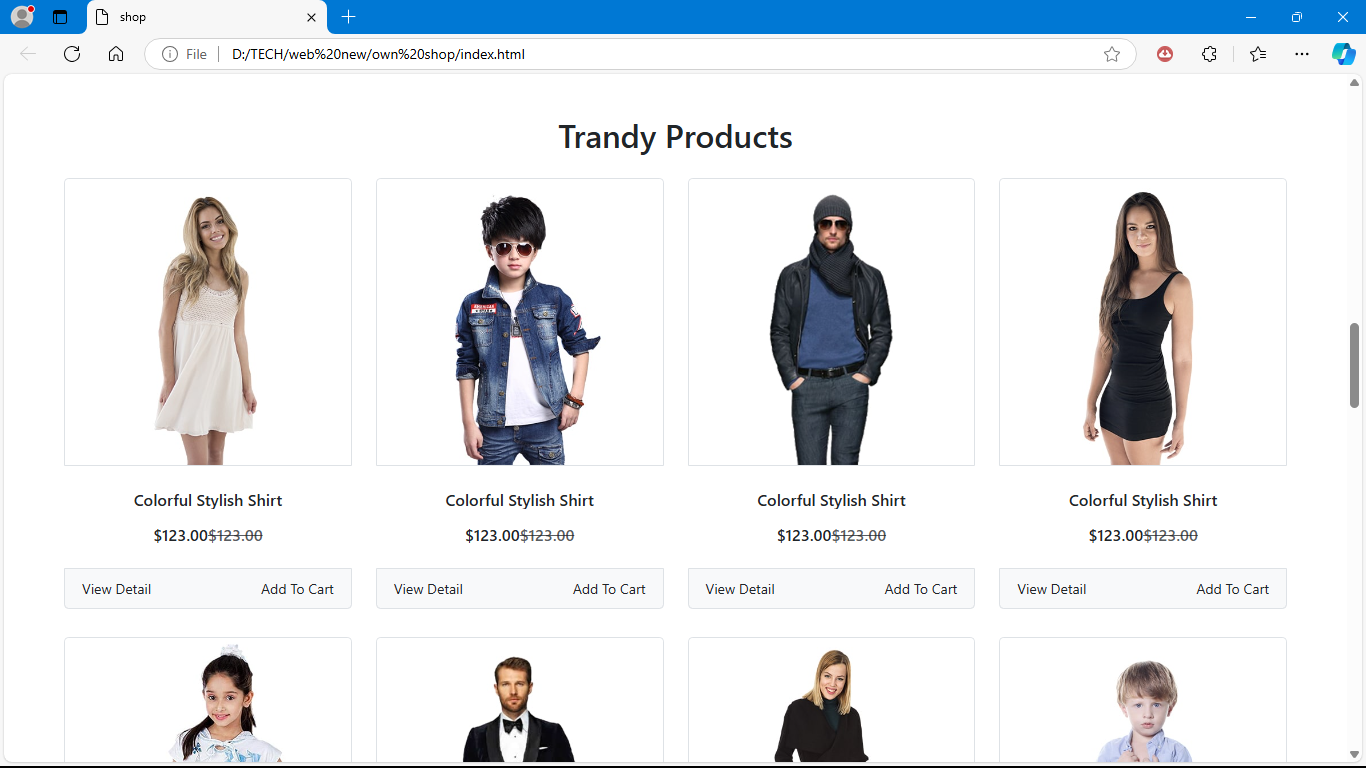 shop
File
D:/TECH/web%20new/own%20shop/index.html
Trandy Products
AMERICAN
Colorful Stylish Shirt
Colorful Stylish Shirt
Colorful Stylish Shirt
Colorful Stylish Shirt
$123.00$123.00
$123.00$123.00
$123.00$123.00
$123.00$123.00
View Detail Add To Cart
View Detail Add To Cart
View Detail Add To Cart
View Detail Add To Cart